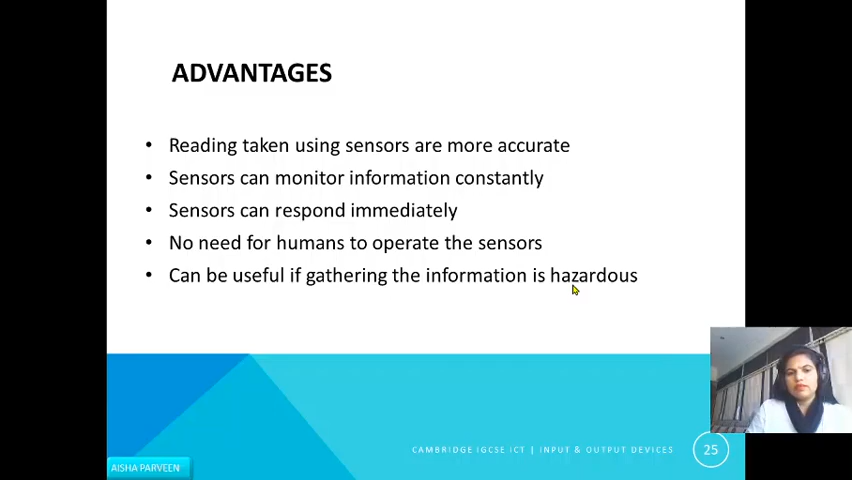 ADVANTAGES
• Reading taken using sensors are more accurate
• Sensors can monitor information constantly
• Sensors can respond immediately
• No need for humans to operate the sensors
• Can be useful if gathering the information is hazardous
CAMBRIDGE IGCSE ICT | INPUT & OUTPUT DEVICES
25
AISHA PARVEEN